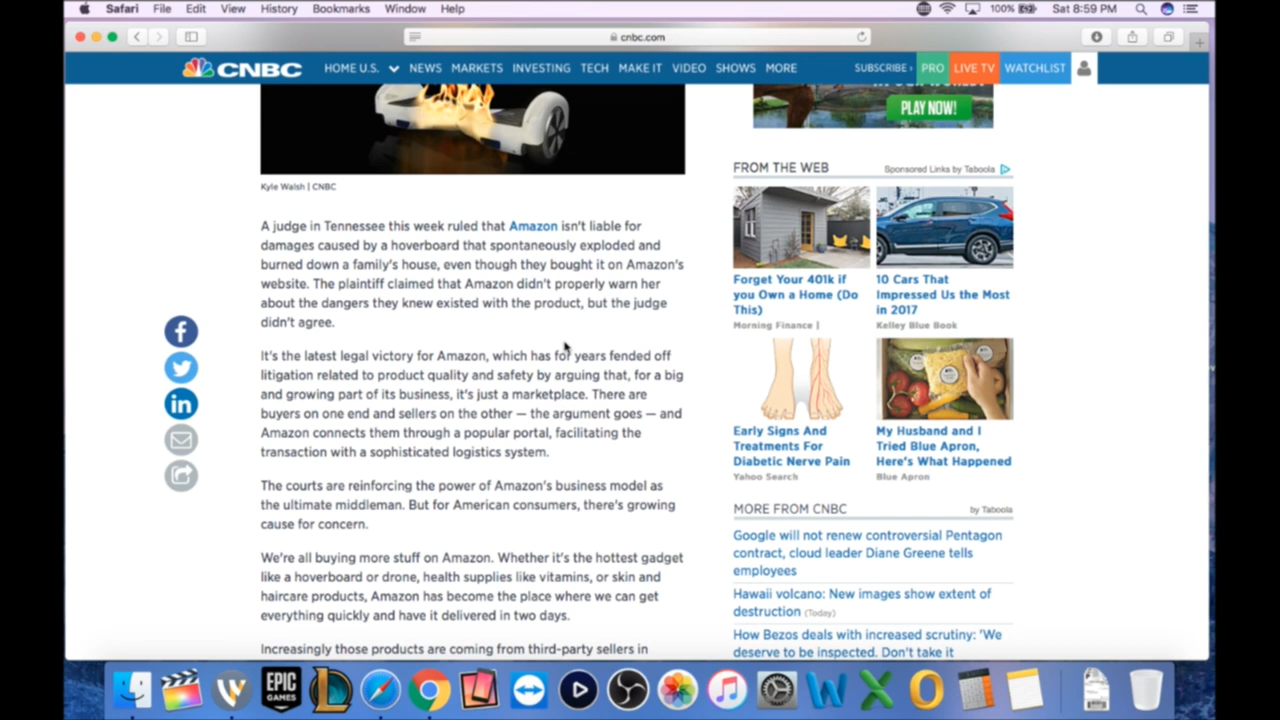 Safari File Edit View History Bookmarks Window Help 100% Sat 8:59 PM
cnbc.com
CNBC HOME U.S. NEWS MARKETS INVESTING TECH MAKE IT VIDEO SHOWS MORE SUBSCRIBE PRO LIVE TV WATCHLIST
PLAY NOW!
Kyle Walsh | CNBC
A judge in Tennessee this week ruled that Amazon isn't liable for
damages caused by a hoverboard that spontaneously exploded and
burned down a family's house, even though they bought it on Amazon's
website. The plaintiff claimed that Amazon didn't properly warn her
about the dangers they knew existed with the product, but the judge
didn't agree.
It's the latest legal victory for Amazon, which has for years fended off
litigation related to product quality and safety by arguing that, for a big
and growing part of its business, it's just a marketplace. There are
buyers on one end and sellers on the other — the argument goes — and
Amazon connects them through a popular portal, facilitating the
transaction with a sophisticated logistics system.
The courts are reinforcing the power of Amazon's business model as
the ultimate middleman. But for American consumers, there's growing
cause for concern.
We're all buying more stuff on Amazon. Whether it's the hottest gadget
like a hoverboard or drone, health supplies like vitamins, or skin and
haircare products, Amazon has become the place where we can get
everything quickly and have it delivered in two days.
Increasingly those products are coming from third-party sellers in
FROM THE WEB Sponsored Links by Taboola
Forget Your 401k if
you Own a Home (Do
This)
Morning Finance |
10 Cars That
Impressed Us the Most
in 2017
Kelley Blue Book
Early Signs And
Treatments For
Diabetic Nerve Pain
Yahoo Search
My Husband and I
Tried Blue Apron,
Here's What Happened
Blue Apron
MORE FROM CNBC by Taboola
Google will not renew controversial Pentagon
contract, cloud leader Diane Greene tells
employees
Hawaii volcano: New images show extent of
destruction (Today)
How Bezos deals with increased scrutiny: 'We
deserve to be inspected. Don't take it
EPIC
GAMES